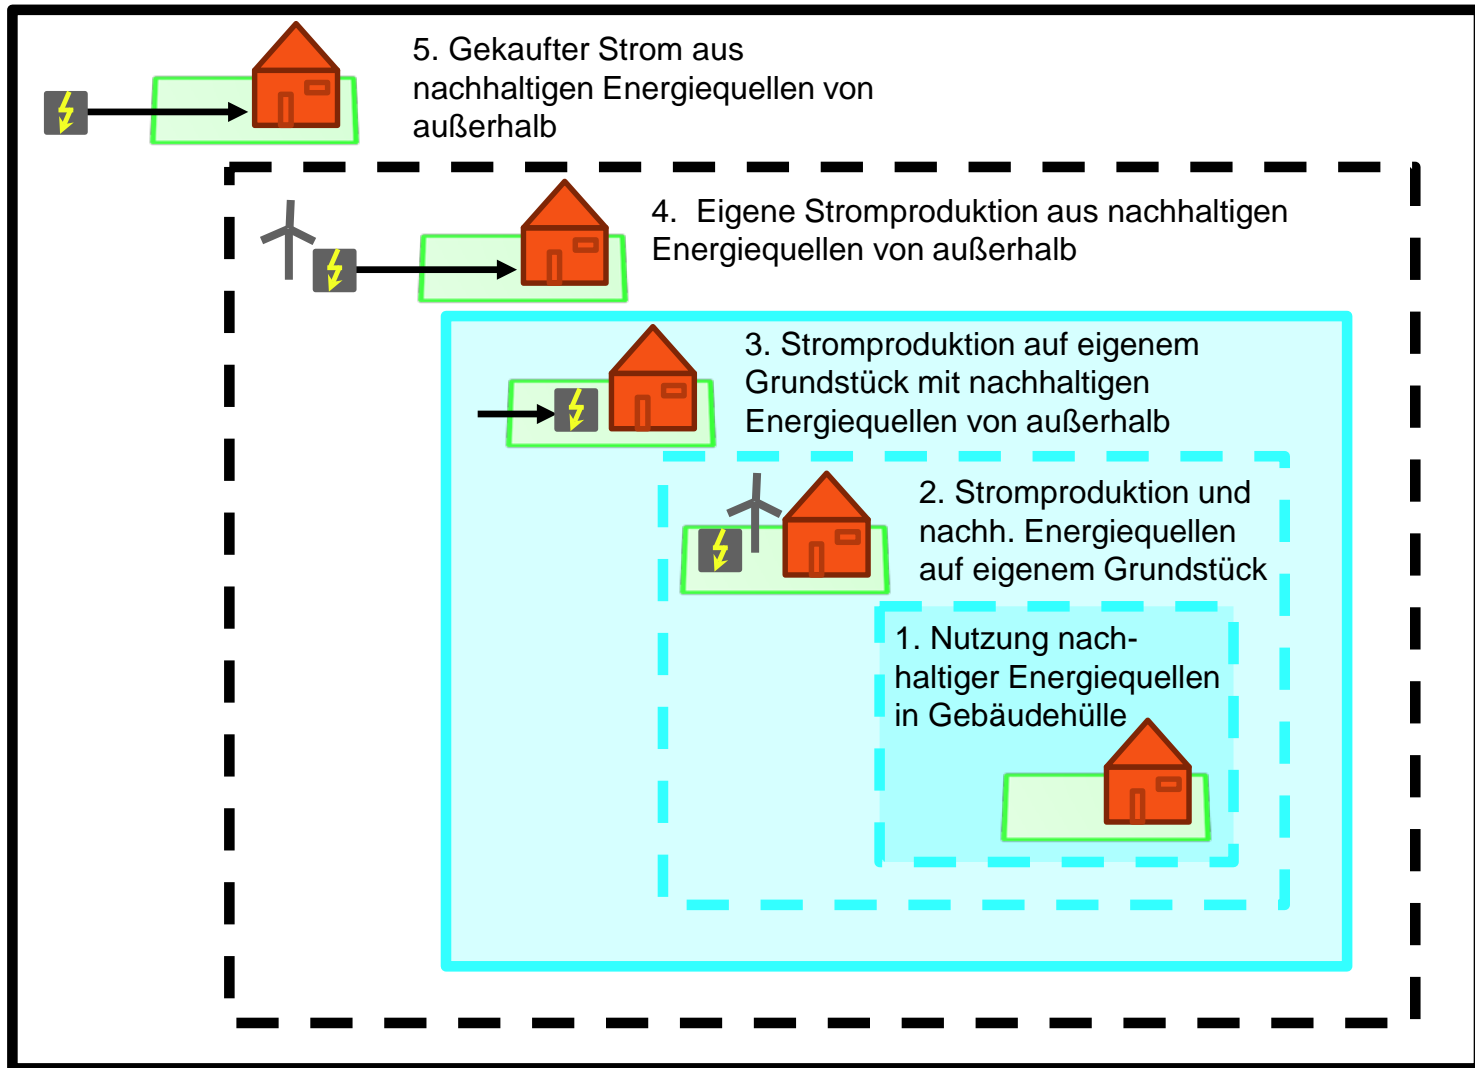 5. Gekaufter Strom aus
nachhaltigen Energiequellen von
außerhalb
4. Eigene Stromproduktion aus nachhaltigen
Energiequellen von außerhalb
3. Stromproduktion auf eigenem
Grundstück mit nachhaltigen
Energiequellen von außerhalb
2. Stromproduktion und
nachh. Energiequellen
auf eigenem Grundstück
1. Nutzung nach-
haltiger Energiequellen
in Gebäudehülle